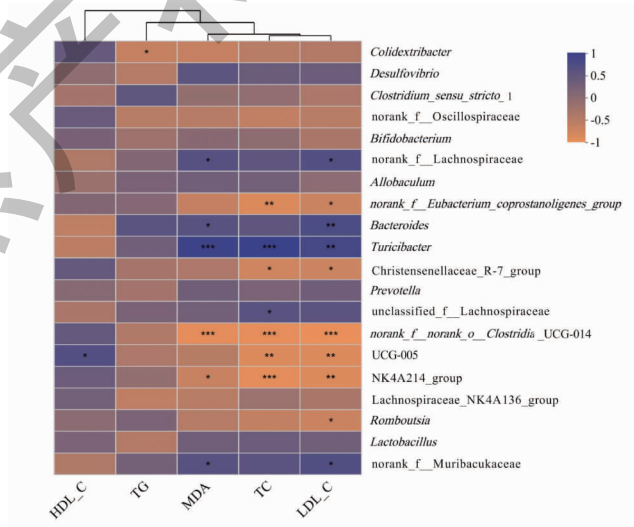 Colidextribacter
*
Desulfovibrio
Clostridium_sensu_stricto_1
norank_f__Oscillospiraceae
Bifidobacterium
* * norank_f__Lachnospiraceae
Allobaculum
** * norank_f__Eubacterium_coprostanoligenes_group
* ** Bacteroides
*** *** ** Turicibacter
* * Christensenellaceae_R-7_group
Prevotella
* unclassified_f__Lachnospiraceae
*** *** *** norank_f__norank_o__Clostridia_UCG-014
* ** ** UCG-005
* *** ** NK4A214_group
Lachnospiraceae_NK4A136_group
* Romboutsia
Lactobacillus
* * norank_f__Muribacukaceae
HDL_C TG MDA TC LDL_C
1
0.5
0
-0.5
-1